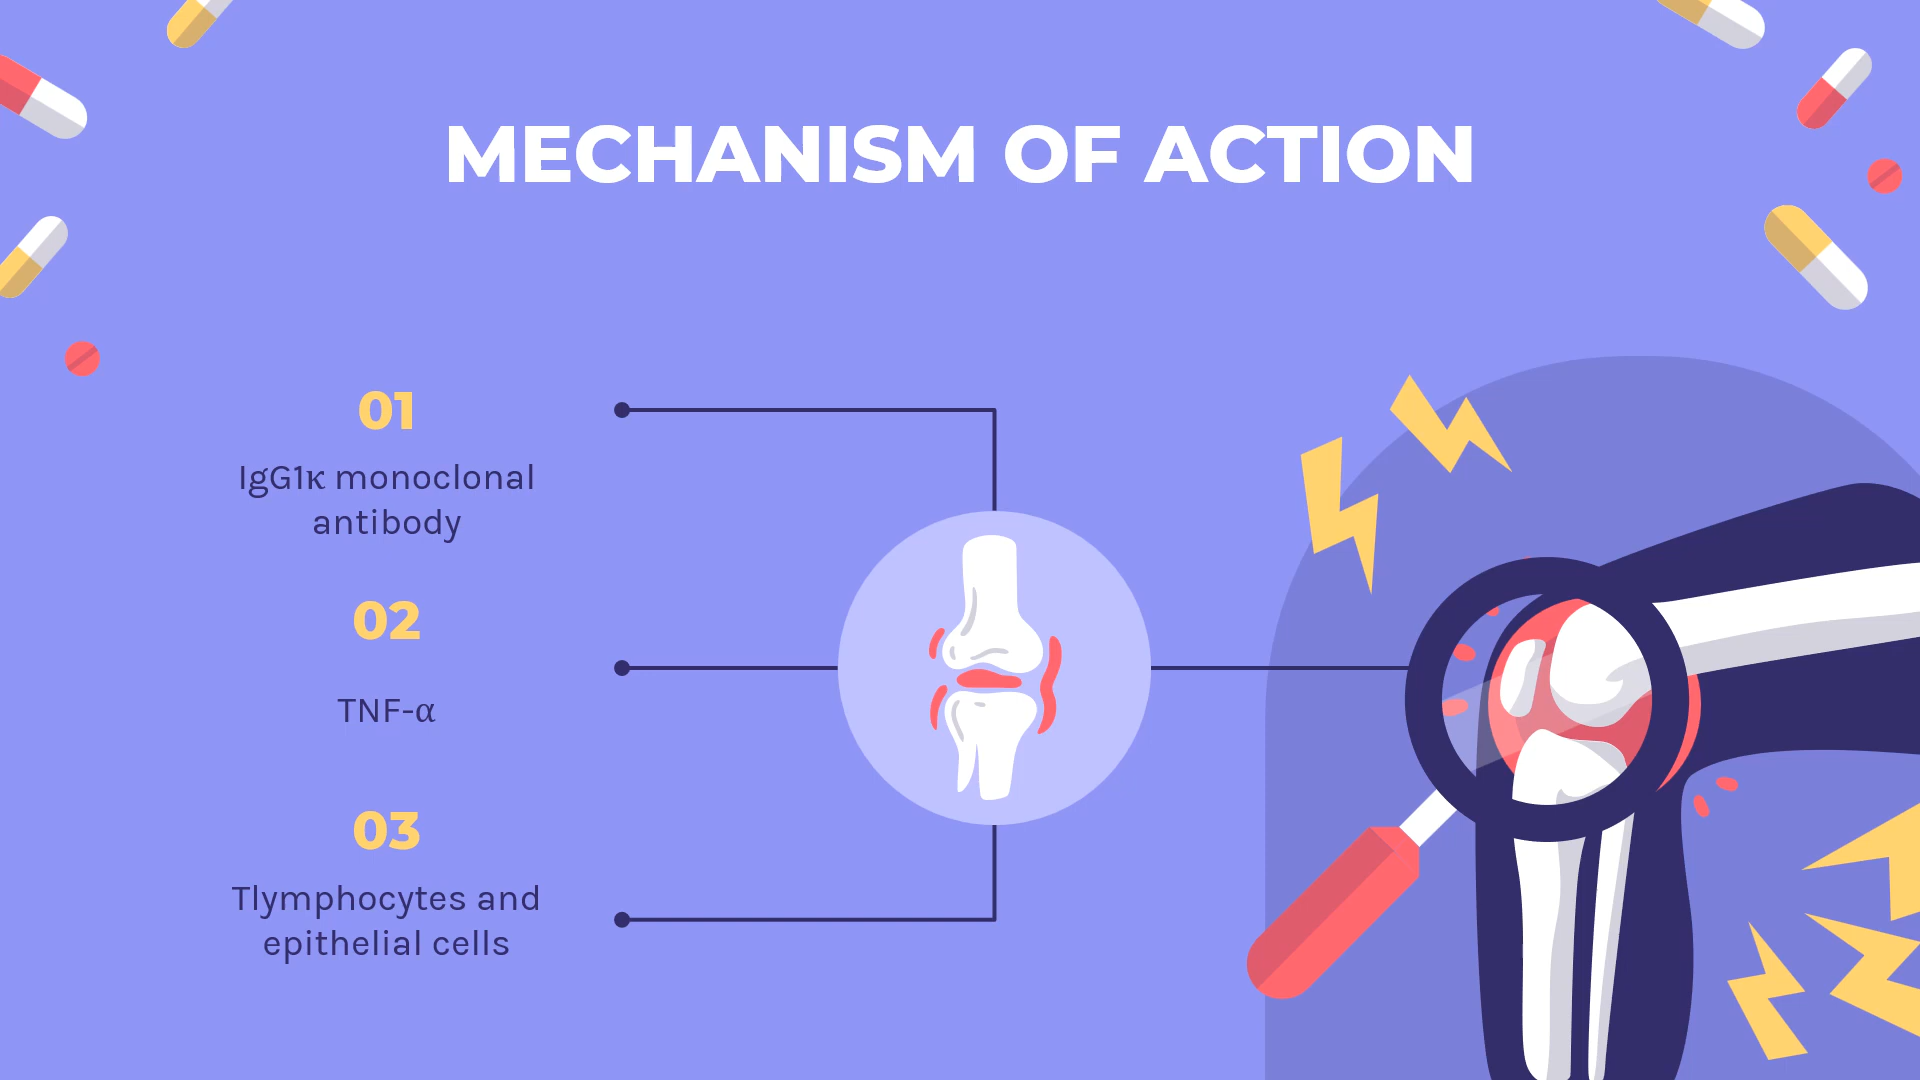 MECHANISM OF ACTION
01
IgG1κ monoclonal
antibody
02
TNF-α
03
Tlymphocytes and
epithelial cells